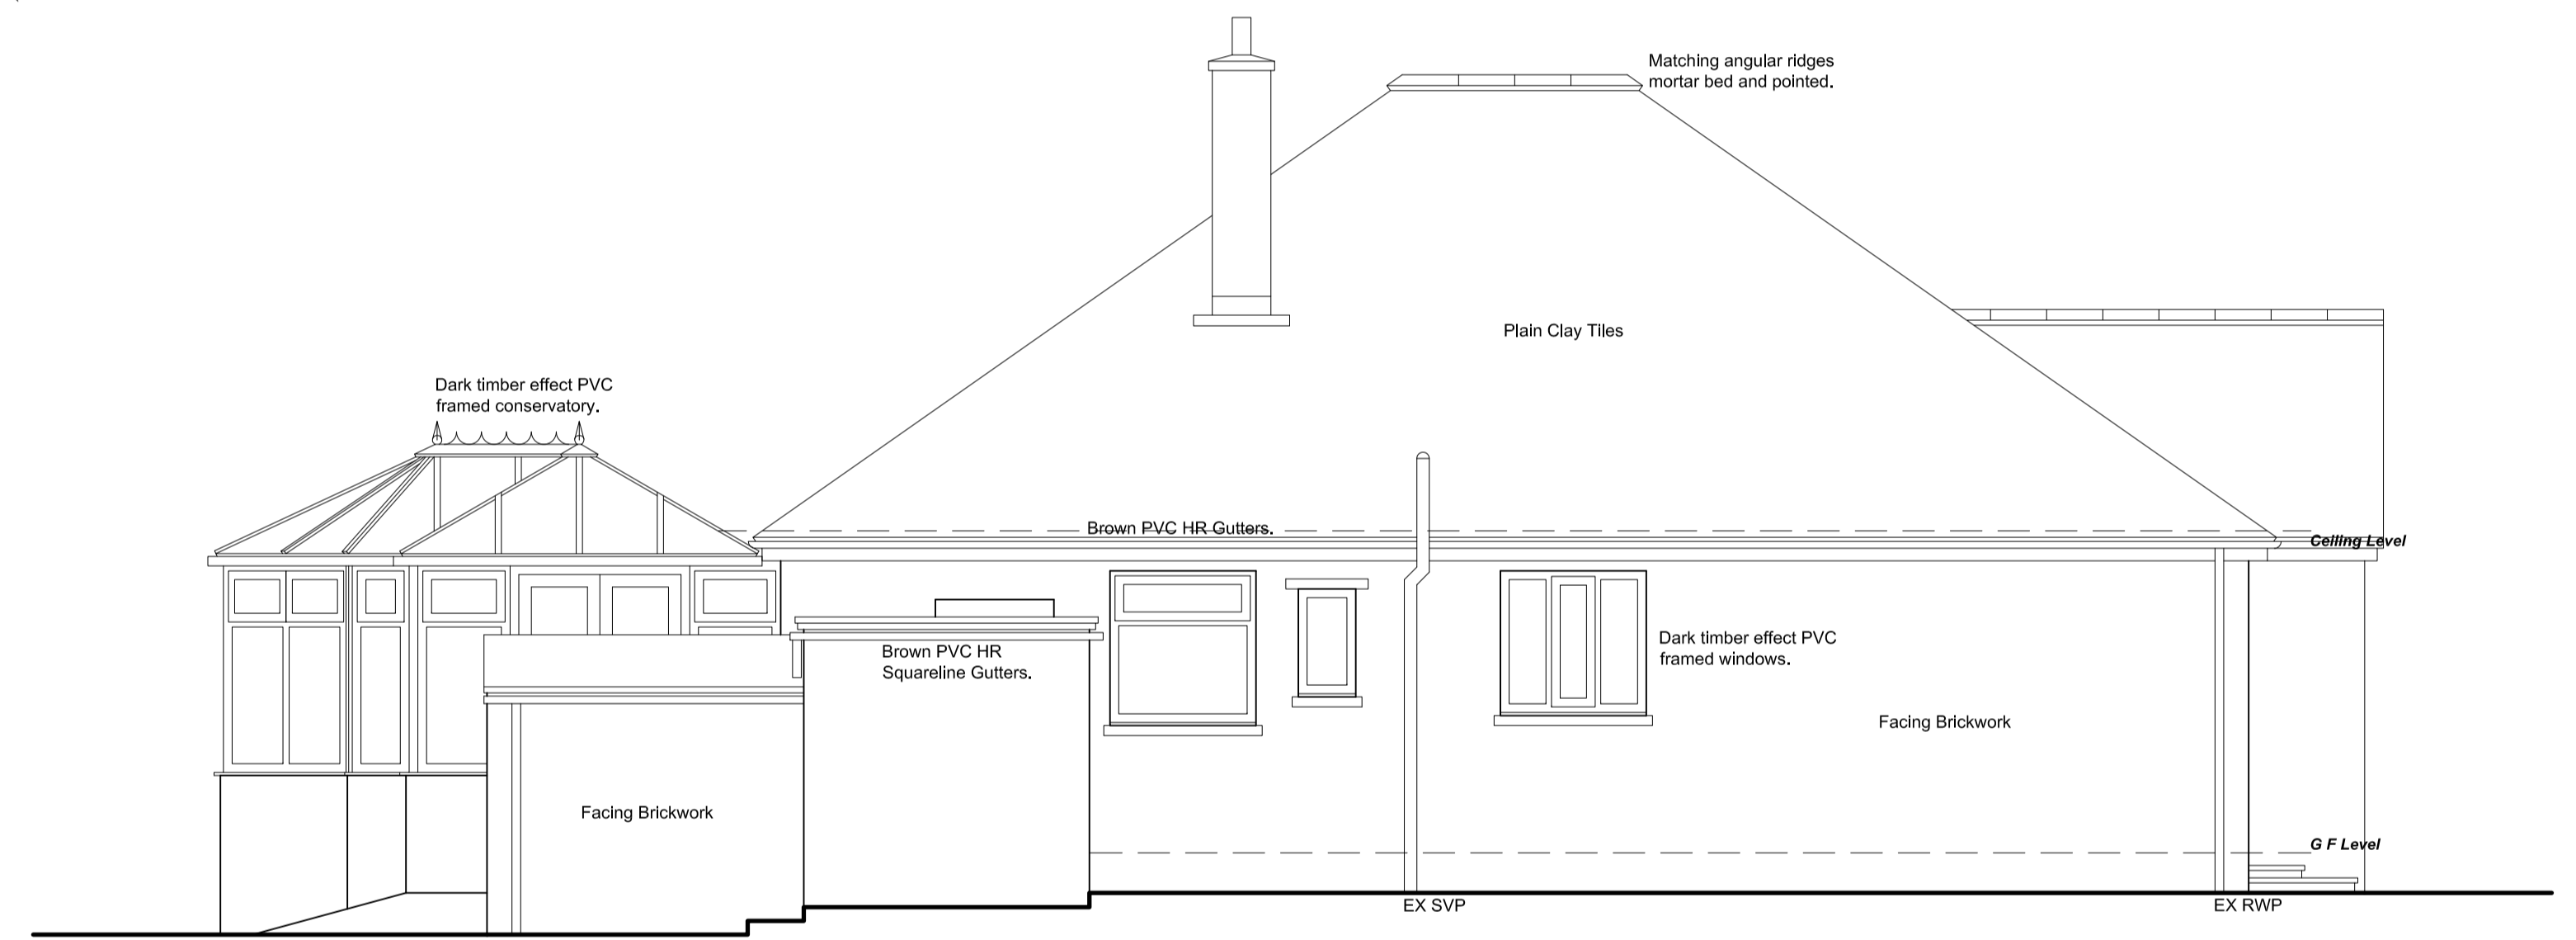 Matching angular ridges
mortar bed and pointed.
Plain Clay Tiles
Dark timber effect PVC
framed conservatory.
Brown PVC HR Gutters.
Ceiling Level
Brown PVC HR
Squareline Gutters.
Dark timber effect PVC
framed windows.
Facing Brickwork
Facing Brickwork
G F Level
EX SVP
EX RWP